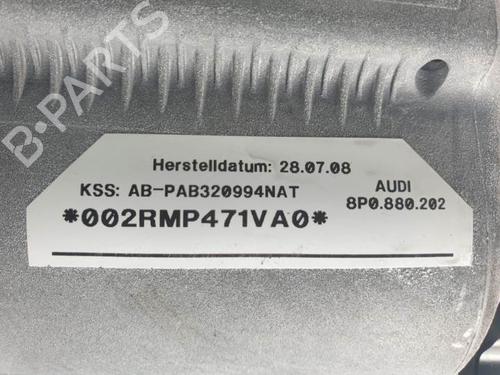 B-PARTS
Herstelldatum: 28.07.08
KSS: AB-PAB320994NAT
AUDI
8P0.880.202
*002RMP471VA0*